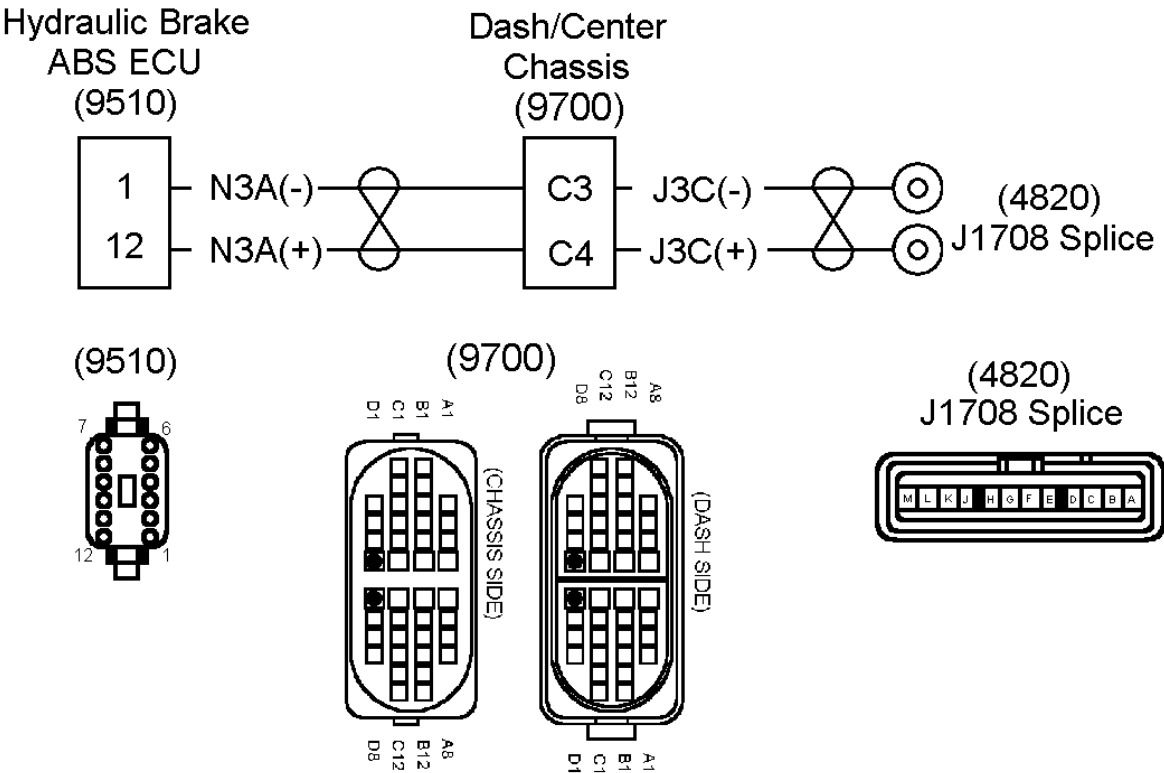 Hydraulic Brake
ABS ECU
(9510)
Dash/Center
Chassis
(9700)
1 N3A(-) C3 J3C(-)
12 N3A(+) C4 J3C(+)
(4820)
J1708 Splice
(9510)
7 6
12 1
(9700)
D1 C1 B1 A1
(CHASSIS SIDE)
D8 C12 B12 A8
D8 C12 B12 A8
(DASH SIDE)
D1 C1 B1 A1
(4820)
J1708 Splice
M L K J H G F E D C B A